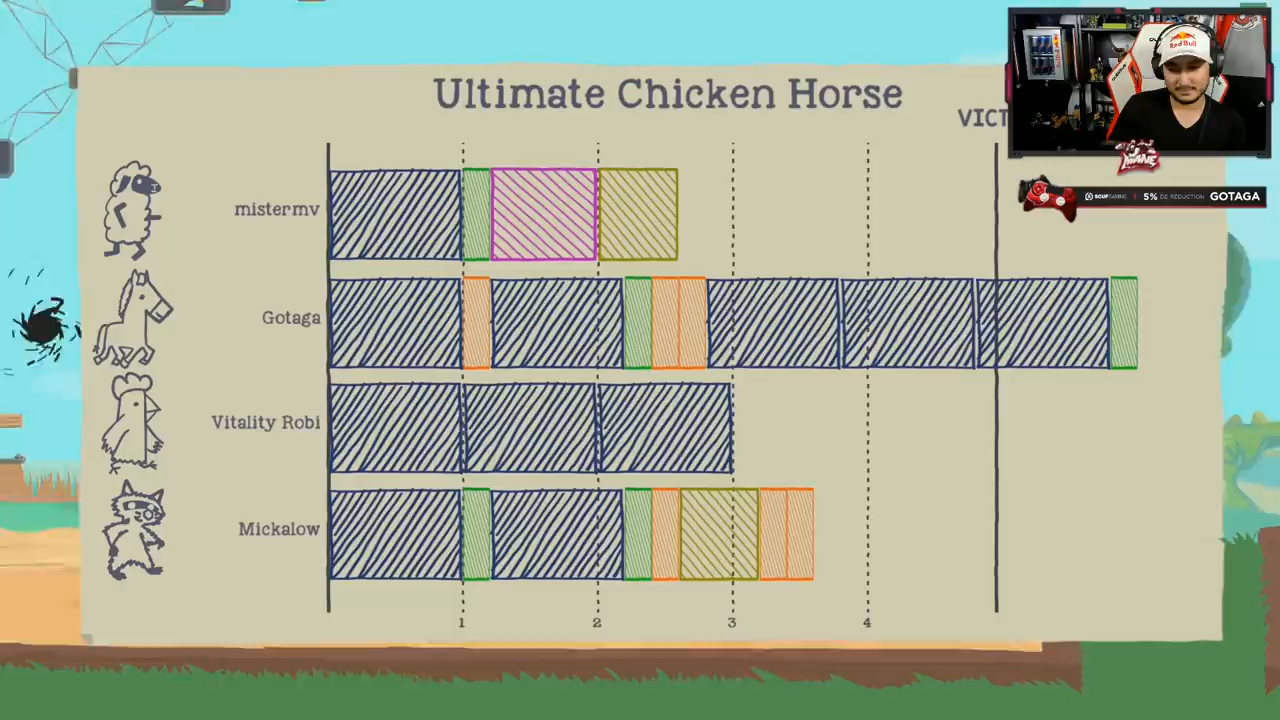 Ultimate Chicken Horse
VICT
Red Bull
mistermv
Gotaga
Vitality Robi
Mickalow
1 2 3 4
SCUFGAMING | 5% DE RÉDUCTION GOTAGA